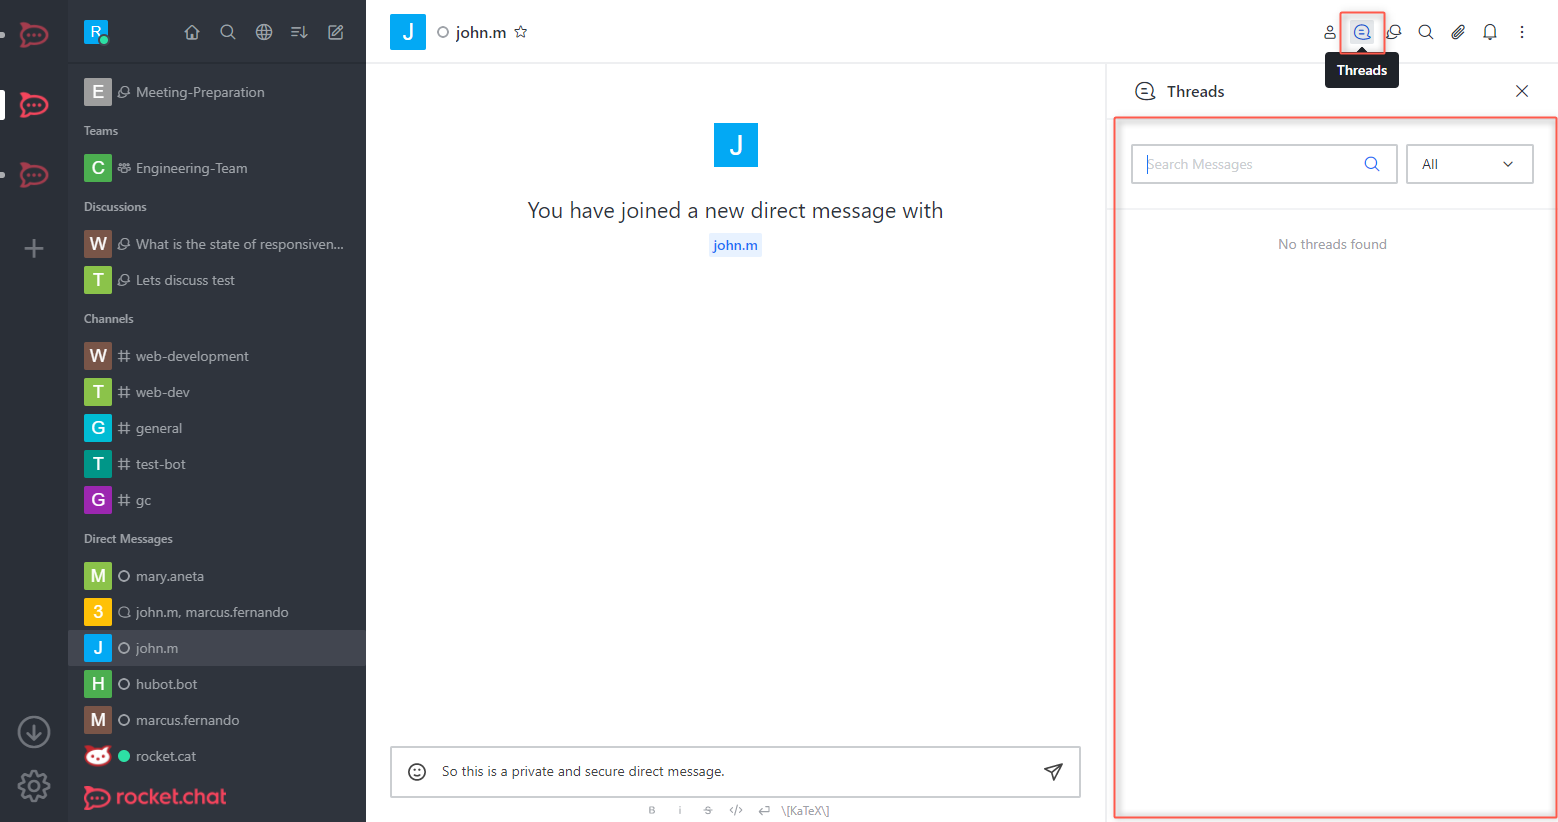 R
E Meeting-Preparation
Teams
C Engineering-Team
Discussions
W What is the state of responsiven...
T Lets discuss test
Channels
W web-development
T web-dev
G general
T test-bot
G gc
Direct Messages
M mary.aneta
3 john.m, marcus.fernando
J john.m
H hubot.bot
M marcus.fernando
rocket.cat
rocket.chat
J john.m
J
You have joined a new direct message with
john.m
So this is a private and secure direct message.
B i S </> \[KaTeX\]
Threads
Threads
Search Messages
All
No threads found